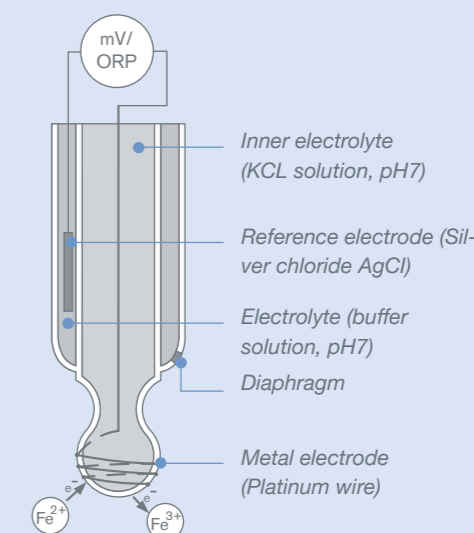 mV/
ORP
Inner electrolyte
(KCL solution, pH7)
Reference electrode (Sil-
ver chloride AgCl)
Electrolyte (buffer
solution, pH7)
Diaphragm
Metal electrode
(Platinum wire)
e-
e-
Fe2+
Fe3+